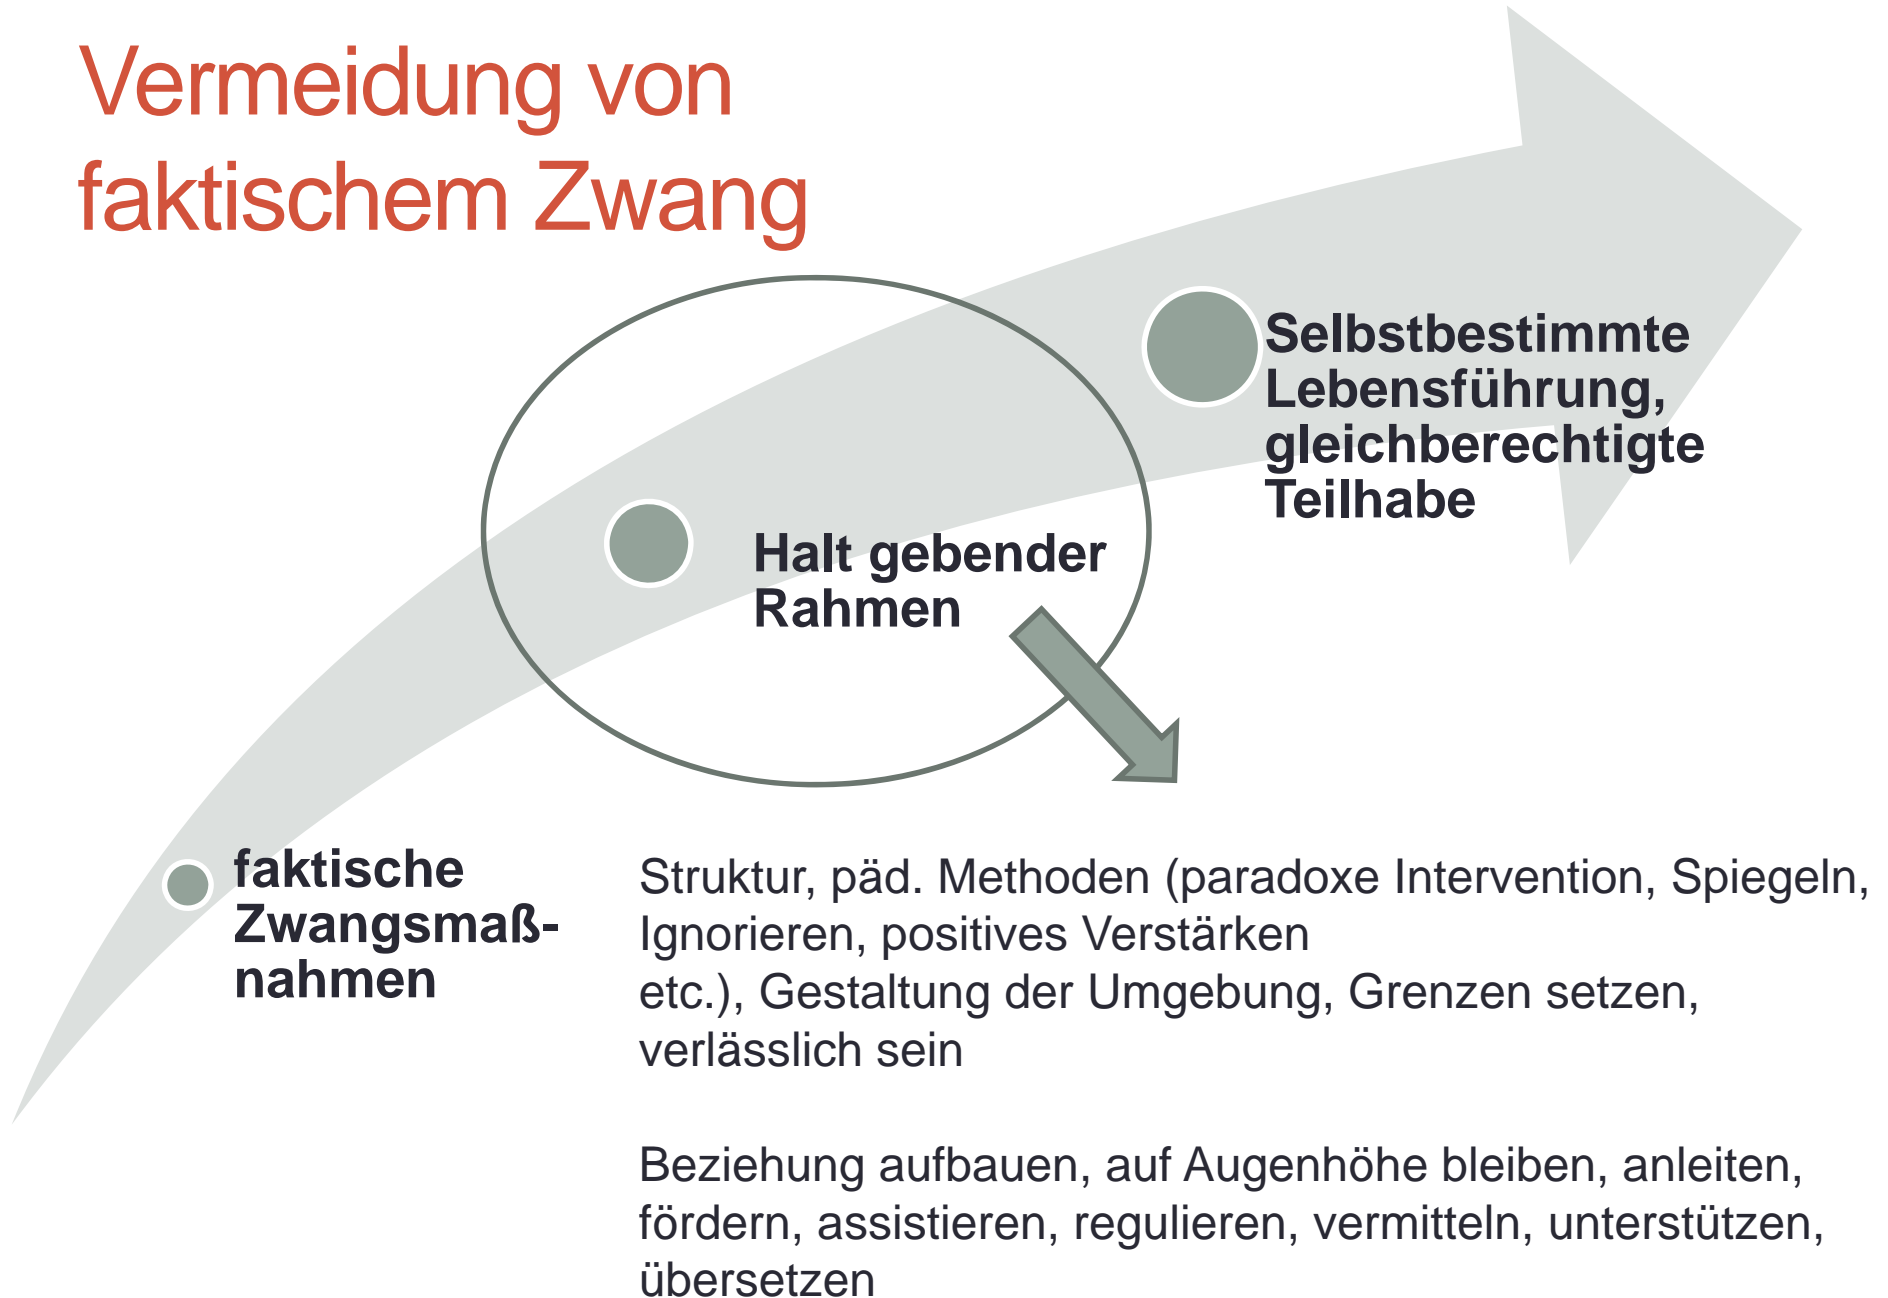 Vermeidung von
faktischem Zwang
Selbstbestimmte
Lebensführung,
gleichberechtigte
Teilhabe
Halt gebender
Rahmen
faktische
Zwangsmaß-
nahmen
Struktur, päd. Methoden (paradoxe Intervention, Spiegeln,
Ignorieren, positives Verstärken
etc.), Gestaltung der Umgebung, Grenzen setzen,
verlässlich sein
Beziehung aufbauen, auf Augenhöhe bleiben, anleiten,
fördern, assistieren, regulieren, vermitteln, unterstützen,
übersetzen